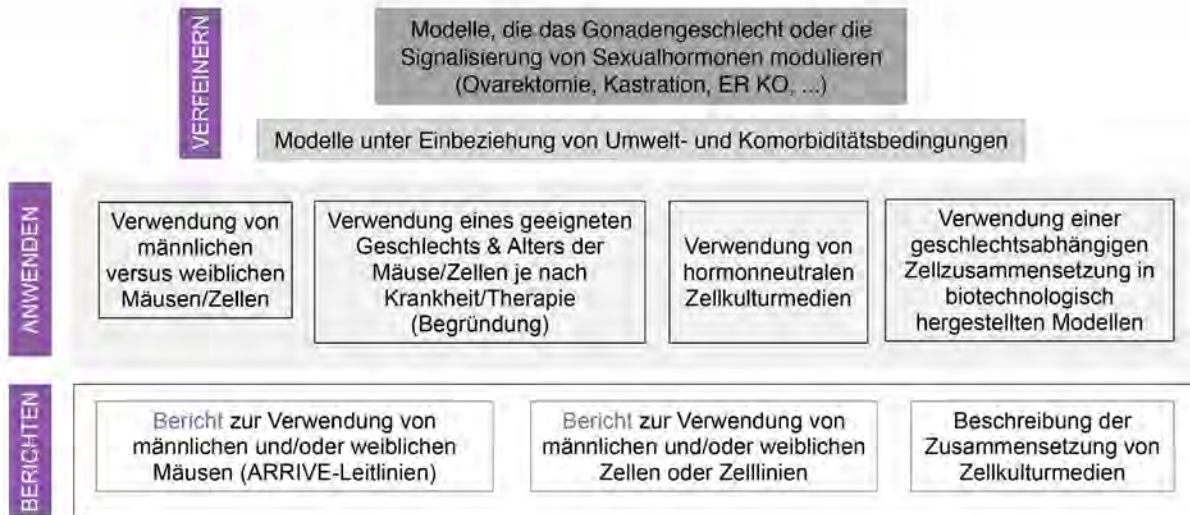 VERFEINERN
Modelle, die das Gonadengeschlecht oder die
Signalisierung von Sexualhormonen modulieren
(Ovarektomie, Kastration, ER KO, ...)
Modelle unter Einbeziehung von Umwelt- und Komorbiditätsbedingungen
ANWENDEN
Verwendung von
männlichen
versus weiblichen
Mäusen/Zellen
Verwendung eines geeigneten
Geschlechts & Alters der
Mäuse/Zellen je nach
Krankheit/Therapie
(Begründung)
Verwendung von
hormonneutralen
Zellkulturmedien
Verwendung einer
geschlechtsabhängigen
Zellzusammensetzung in
biotechnologisch
hergestellten Modellen
BERICHTEN
Bericht zur Verwendung von
männlichen und/oder weiblichen
Mäusen (ARRIVE-Leitlinien)
Bericht zur Verwendung von
männlichen und/oder weiblichen
Zellen oder Zelllinien
Beschreibung der
Zusammensetzung von
Zellkulturmedien